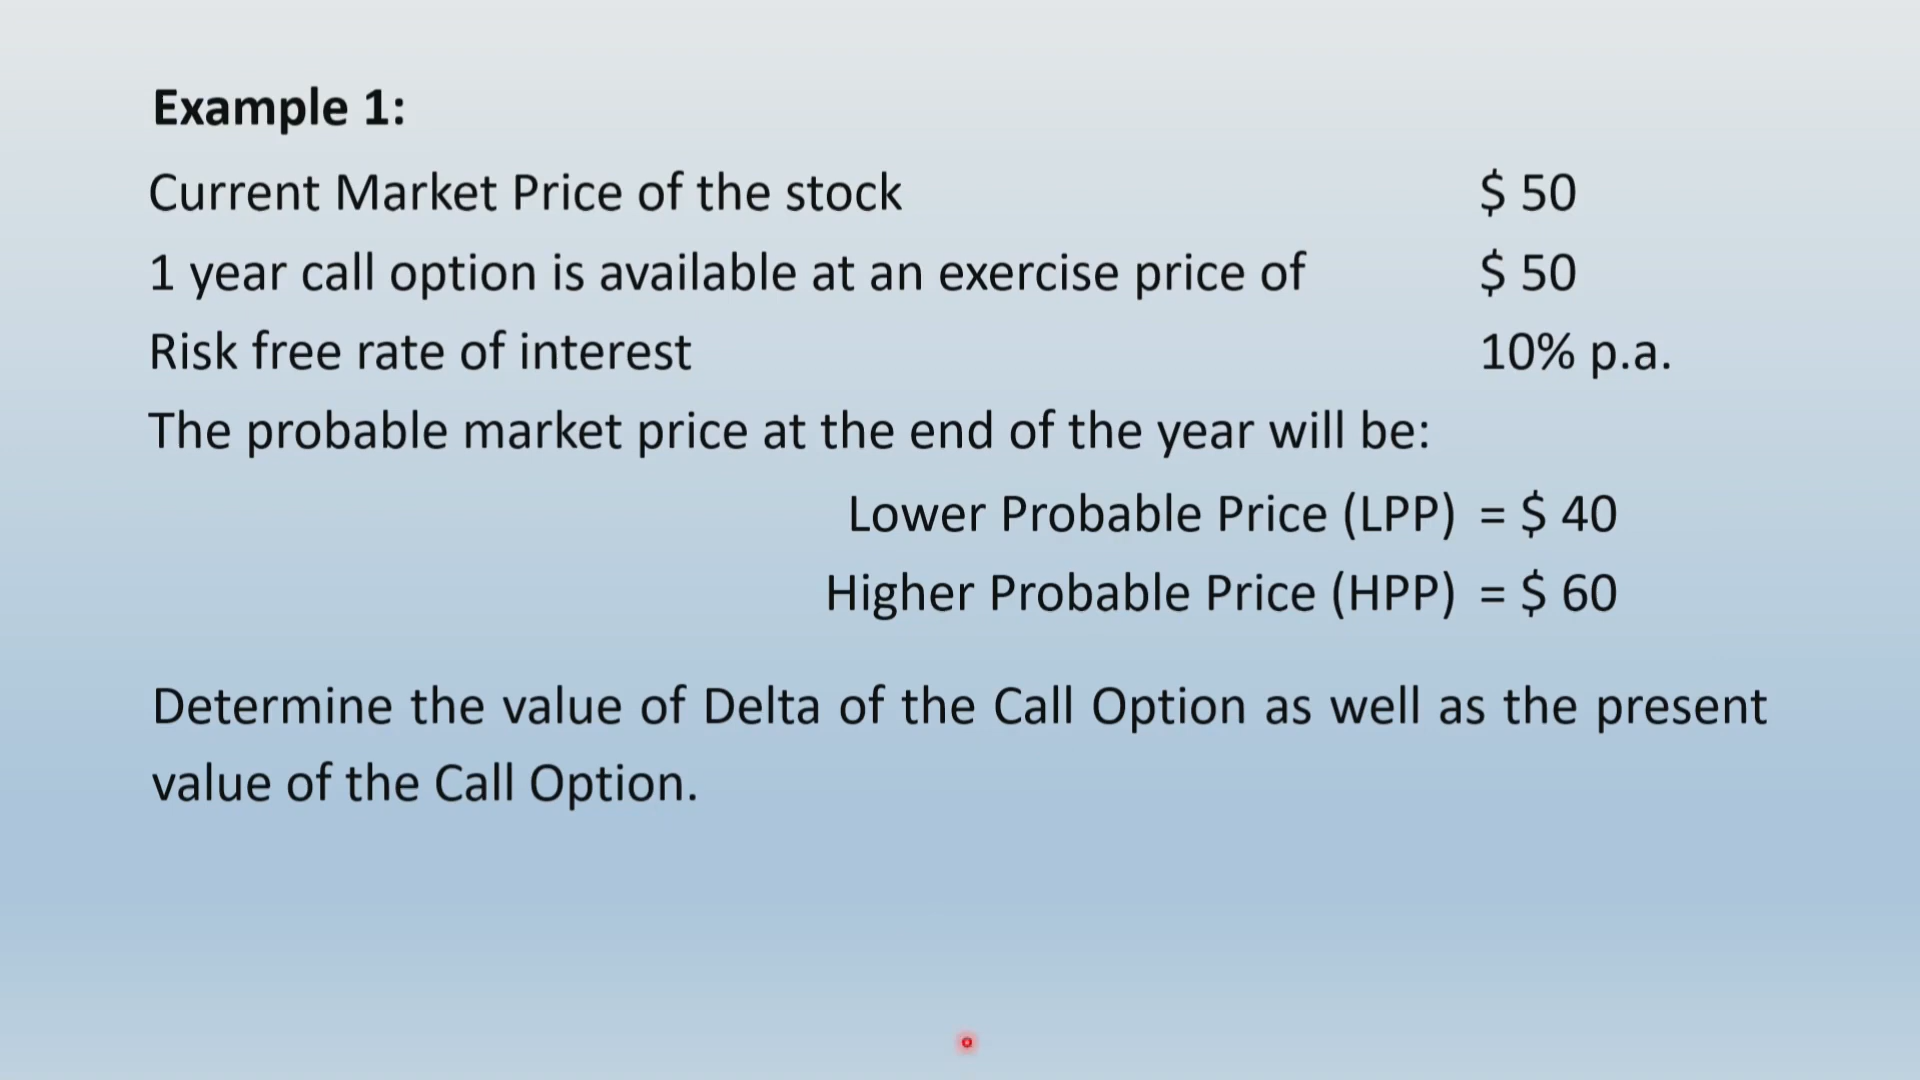 Example 1:
Current Market Price of the stock $ 50
1 year call option is available at an exercise price of $ 50
Risk free rate of interest 10% p.a.
The probable market price at the end of the year will be:
Lower Probable Price (LPP) = $ 40
Higher Probable Price (HPP) = $ 60
Determine the value of Delta of the Call Option as well as the present
value of the Call Option.